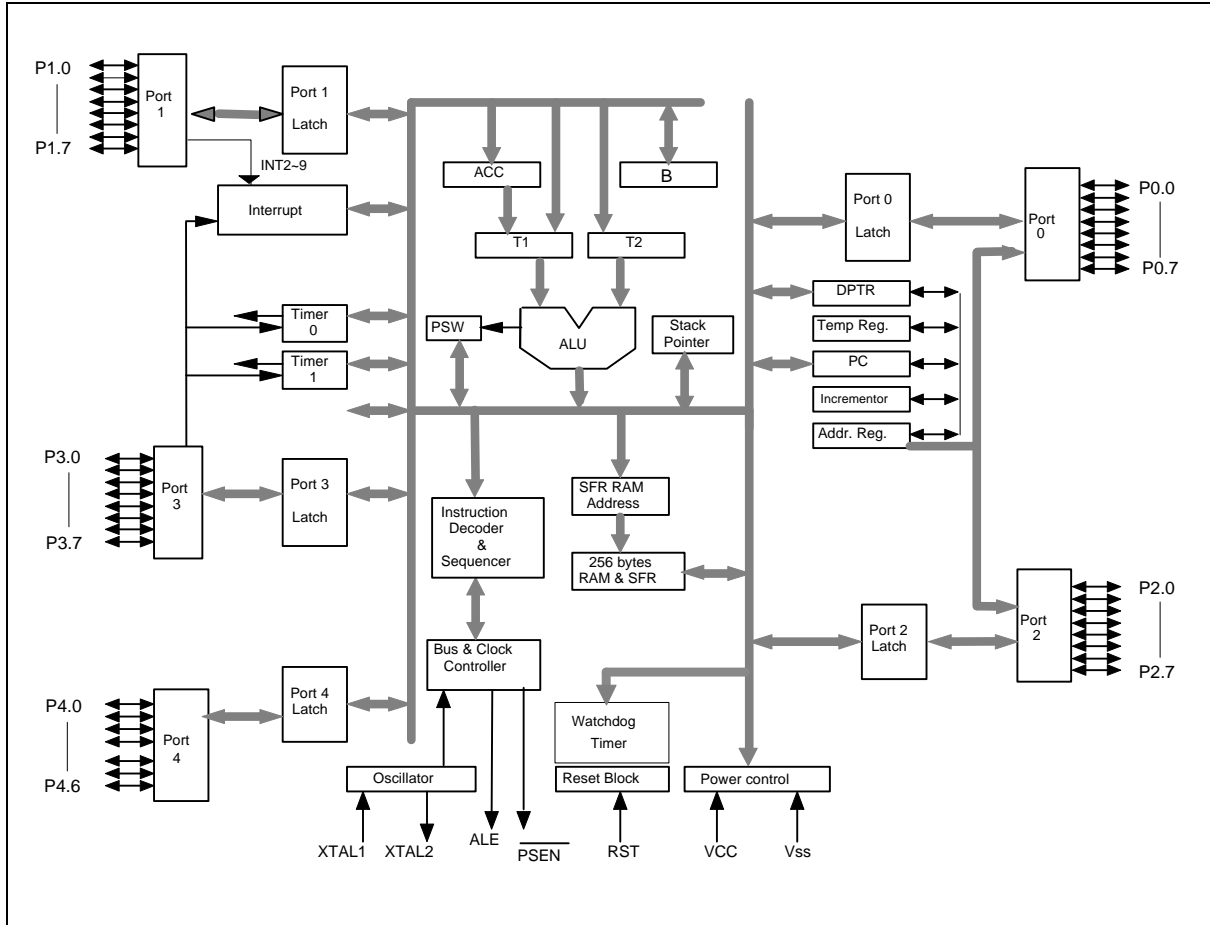 P1.0
P1.7
Port
1
Port 1
Latch
INT2~9
Interrupt
Timer
0
Timer
1
P3.0
P3.7
Port
3
Port 3
Latch
P4.0
P4.6
Port
4
Port 4
Latch
ACC
B
T1
T2
PSW
ALU
Stack
Pointer
Instruction
Decoder
&
Sequencer
SFR RAM
Address
256 bytes
RAM & SFR
Bus & Clock
Controller
Watchdog
Timer
Oscillator
Reset Block
Power control
XTAL1
XTAL2
ALE
PSEN
RST
VCC
Vss
Port 0
Latch
Port
0
P0.0
P0.7
DPTR
Temp Reg.
PC
Incrementor
Addr. Reg.
Port 2
Latch
Port
2
P2.0
P2.7